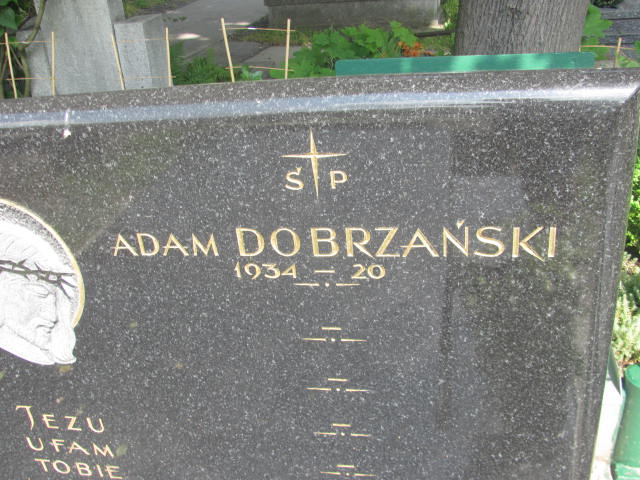 Ś P
ADAM DOBRZAŃSKI
1934 – 20
JEZU
UFAM
TOBIE